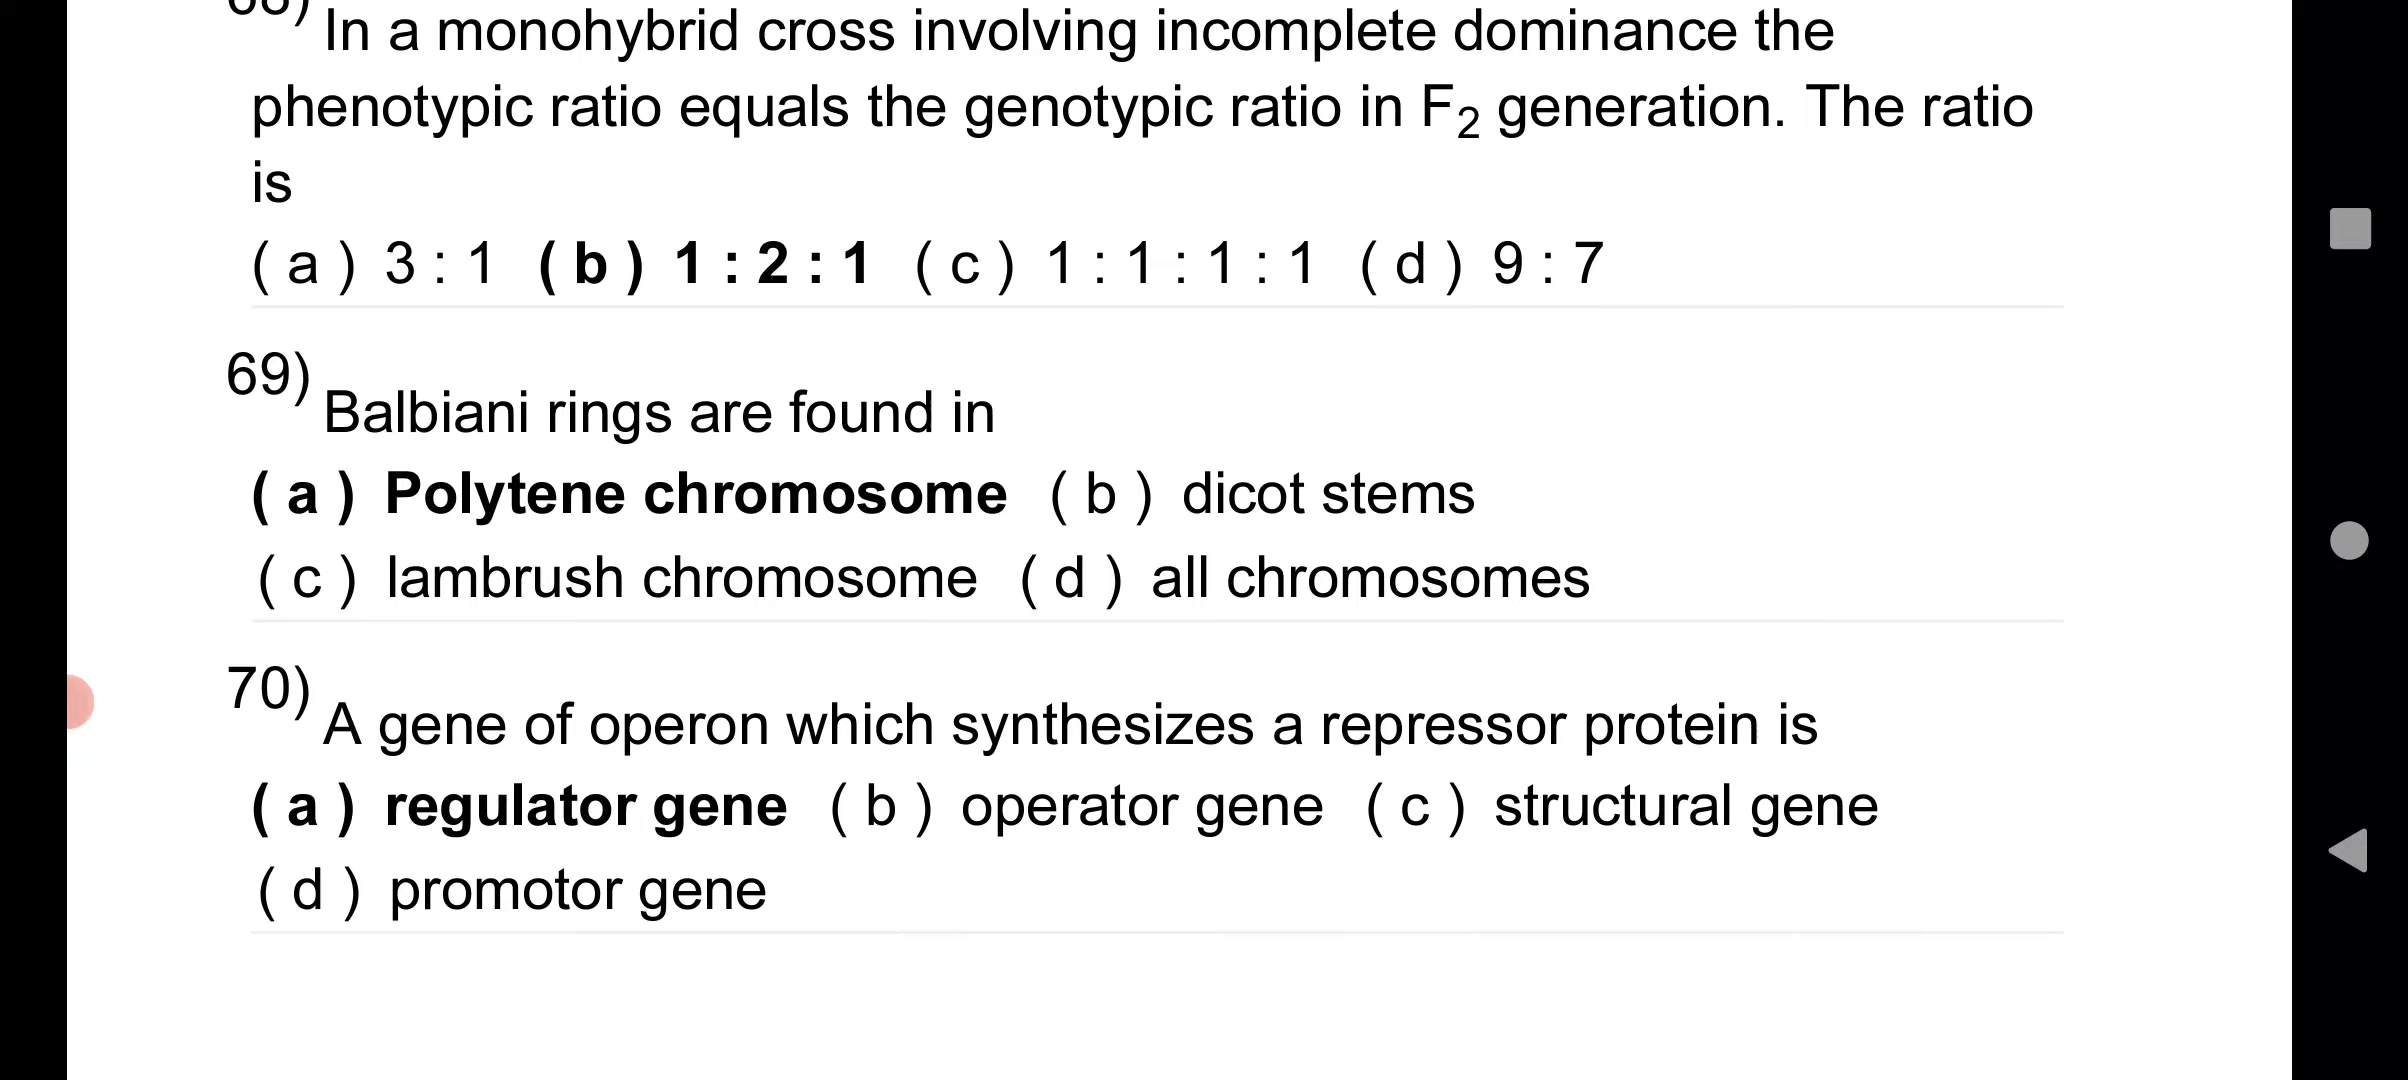 In a monohybrid cross involving incomplete dominance the
phenotypic ratio equals the genotypic ratio in F2 generation. The ratio
is
( a ) 3 : 1 ( b ) 1 : 2 : 1 ( c ) 1 : 1 : 1 : 1 ( d ) 9 : 7
69)
Balbiani rings are found in
( a ) Polytene chromosome ( b ) dicot stems
( c ) lambrush chromosome ( d ) all chromosomes
70)
A gene of operon which synthesizes a repressor protein is
( a ) regulator gene ( b ) operator gene ( c ) structural gene
( d ) promotor gene